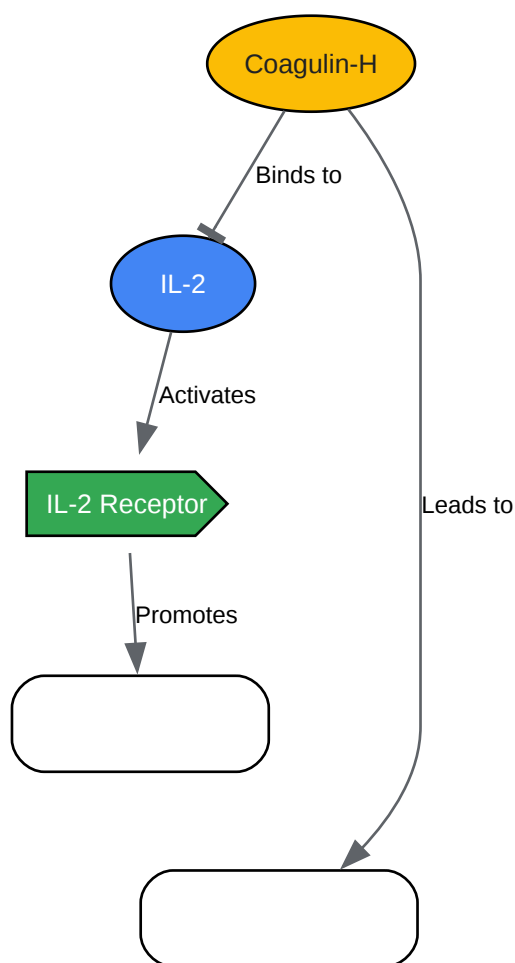 Coagulin-H
Binds to
IL-2
Activates
IL-2 Receptor
Leads to
Promotes